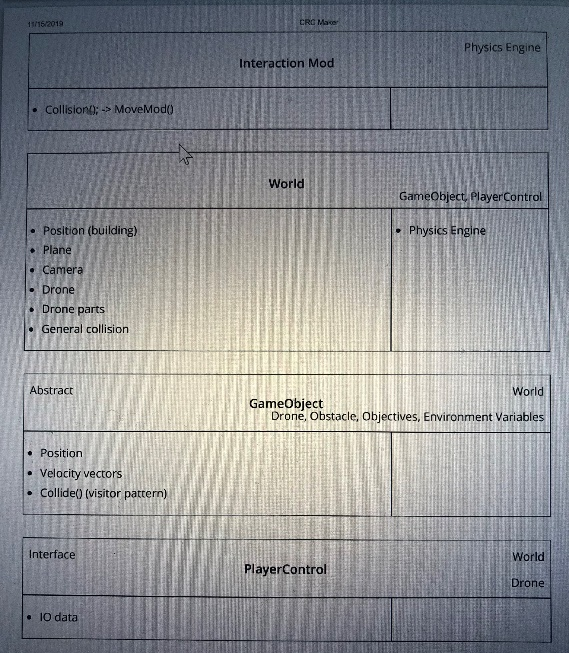 11/15/2019 CRC Maker
Physics Engine
Interaction Mod
• Collision(); -> MoveMod()
World
GameObject, PlayerControl
• Position (building)
• Physics Engine
• Plane
• Camera
• Drone
• Drone parts
• General collision
Abstract
World
GameObject
Drone, Obstacle, Objectives, Environment Variables
• Position
• Velocity vectors
• Collide() (visitor pattern)
Interface
World
PlayerControl
Drone
• IO data